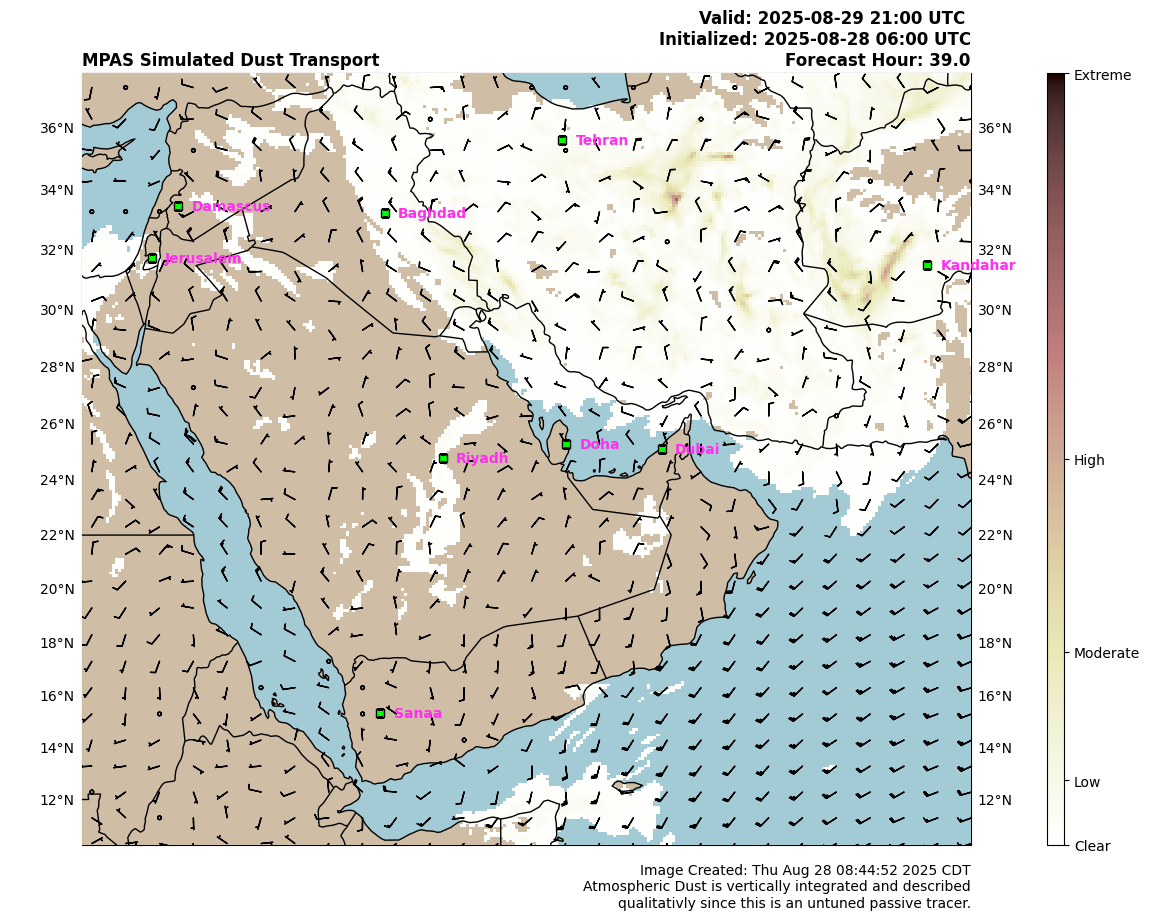 Valid: 2025-08-29 21:00 UTC
Initialized: 2025-08-28 06:00 UTC
MPAS Simulated Dust Transport
Forecast Hour: 39.0
Extreme
36°N
36°N
Tehran
34°N
34°N
Damascus
Baghdad
32°N
32°N
Jerusalem
Kandahar
30°N
30°N
28°N
28°N
26°N
26°N
Doha
Dubai
Riyadh
High
24°N
24°N
22°N
22°N
20°N
20°N
18°N
18°N
Moderate
16°N
16°N
Sanaa
14°N
14°N
Low
12°N
12°N
Clear
Image Created: Thu Aug 28 08:44:52 2025 CDT
Atmospheric Dust is vertically integrated and described
qualitativly since this is an untuned passive tracer.